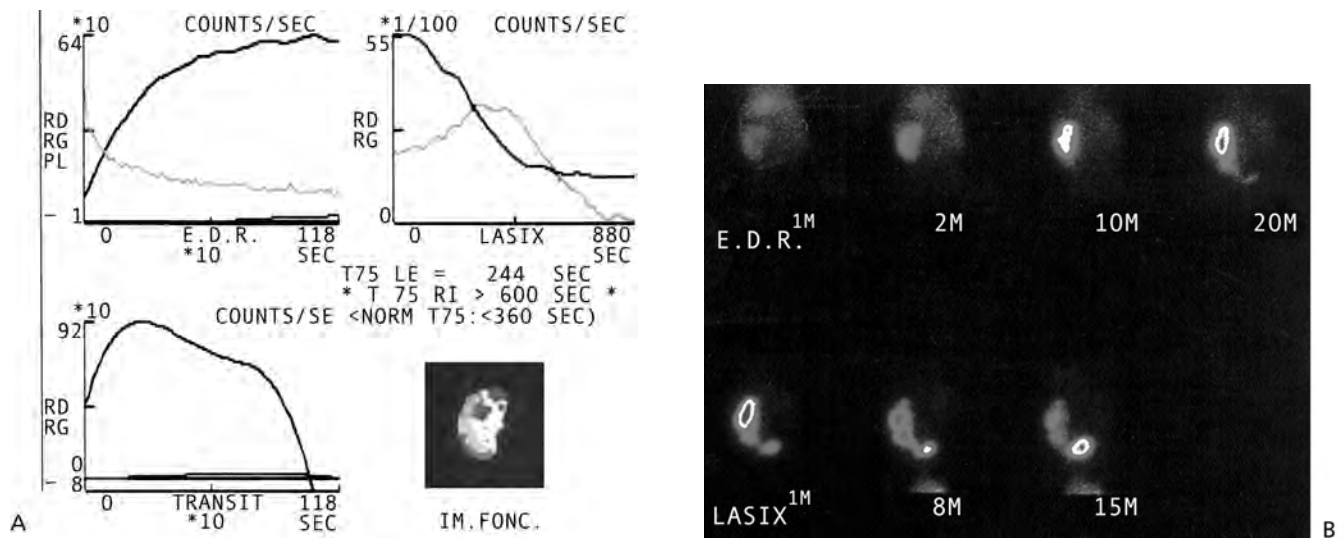 *10 COUNTS/SEC
64
RD
RG
PL
- 1
0 E.D.R. 118
*10 SEC
*1/100 COUNTS/SEC
55
RD
RG
0
0 LASIX 880
SEC
T75 LE = 244 SEC
* T 75 RI > 600 SEC *
COUNTS/SE <NORM T75:<360 SEC)
*10
92
RD
RG
0
- 8
0 TRANSIT 118
*10 SEC
IM.FONC.
A
1M 2M 10M 20M
E.D.R.
LASIX 1M 8M 15M
B